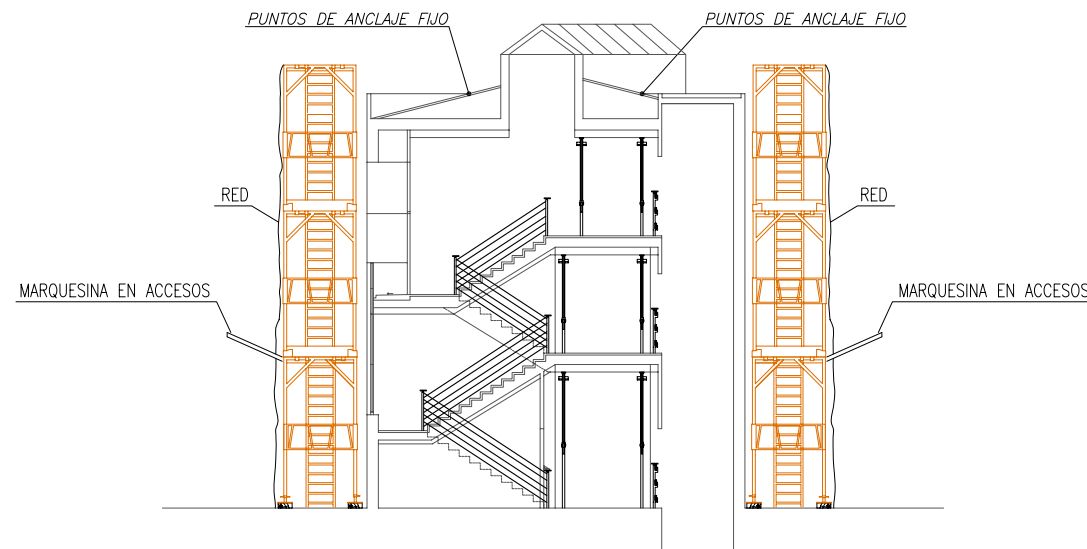 PUNTOS DE ANCLAJE FIJO
PUNTOS DE ANCLAJE FIJO
RED
RED
MARQUESINA EN ACCESOS
MARQUESINA EN ACCESOS